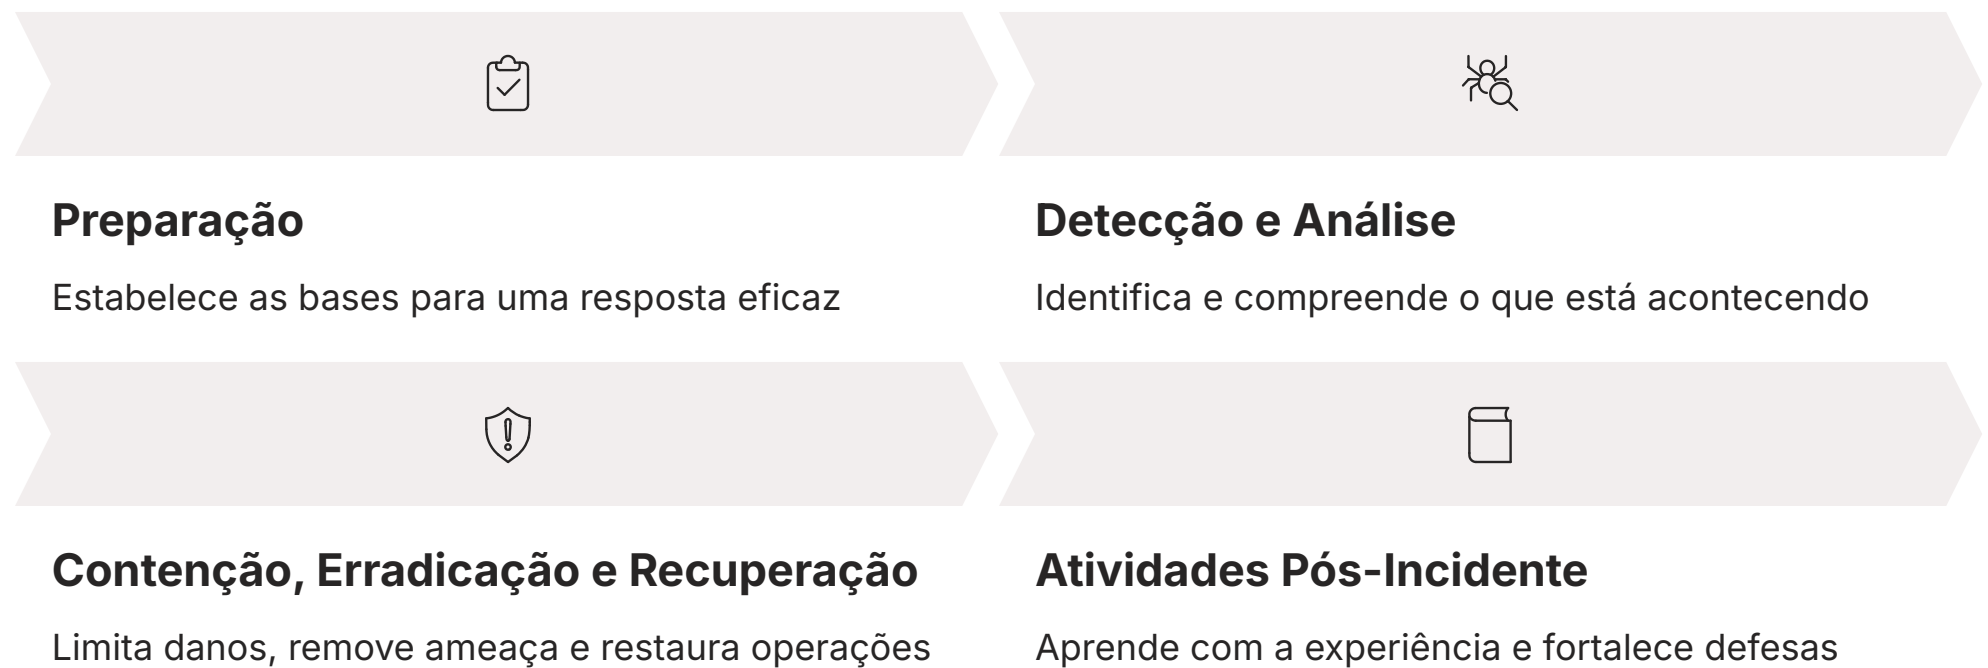 Preparação
Estabelece as bases para uma resposta eficaz
Detecção e Análise
Identifica e compreende o que está acontecendo
Contenção, Erradicação e Recuperação
Limita danos, remove ameaça e restaura operações
Atividades Pós-Incidente
Aprende com a experiência e fortalece defesas